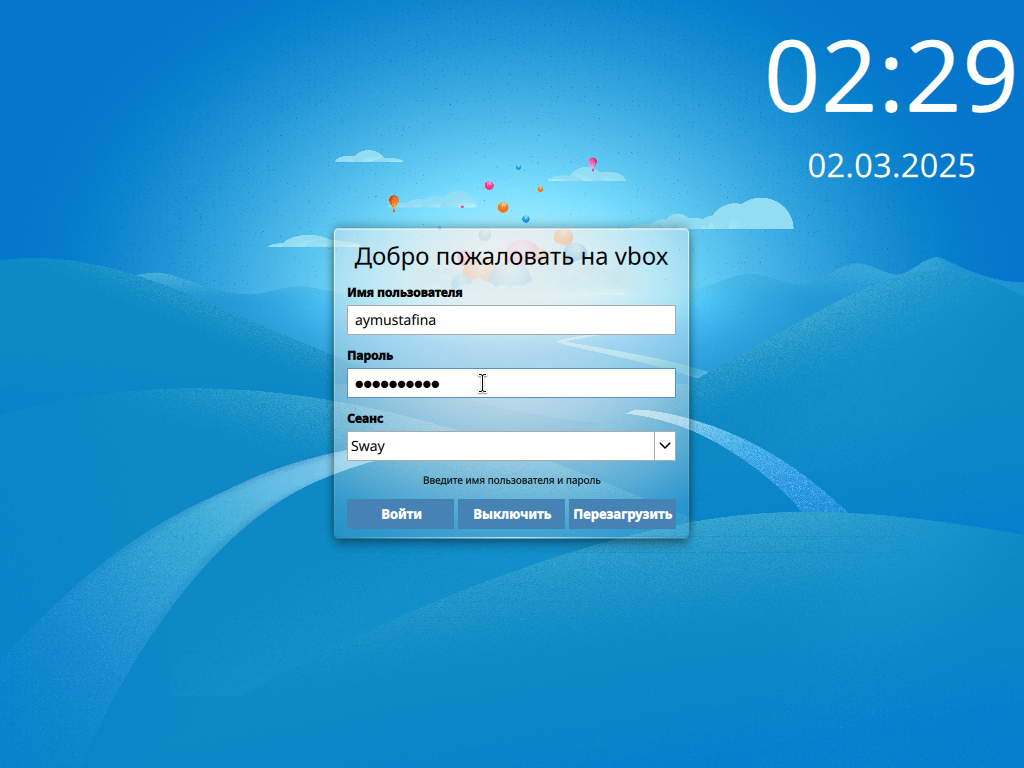 02:29
02.03.2025
Добро пожаловать на vbox
Имя пользователя
aymustafina
Пароль
●●●●●●●●●●
Сеанс
Sway
Введите имя пользователя и пароль
Войти
Выключить
Перезагрузить